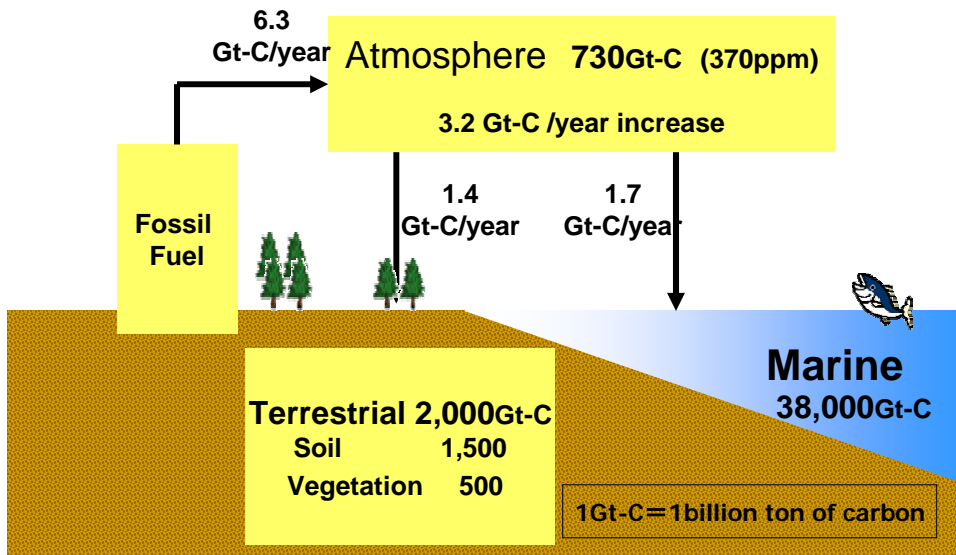 6.3
Gt-C/year
Atmosphere 730Gt-C (370ppm)
3.2 Gt-C /year increase
1.4
Gt-C/year
1.7
Gt-C/year
Fossil
Fuel
Marine
38,000Gt-C
Terrestrial 2,000Gt-C
Soil 1,500
Vegetation 500
1Gt-C＝1billion ton of carbon